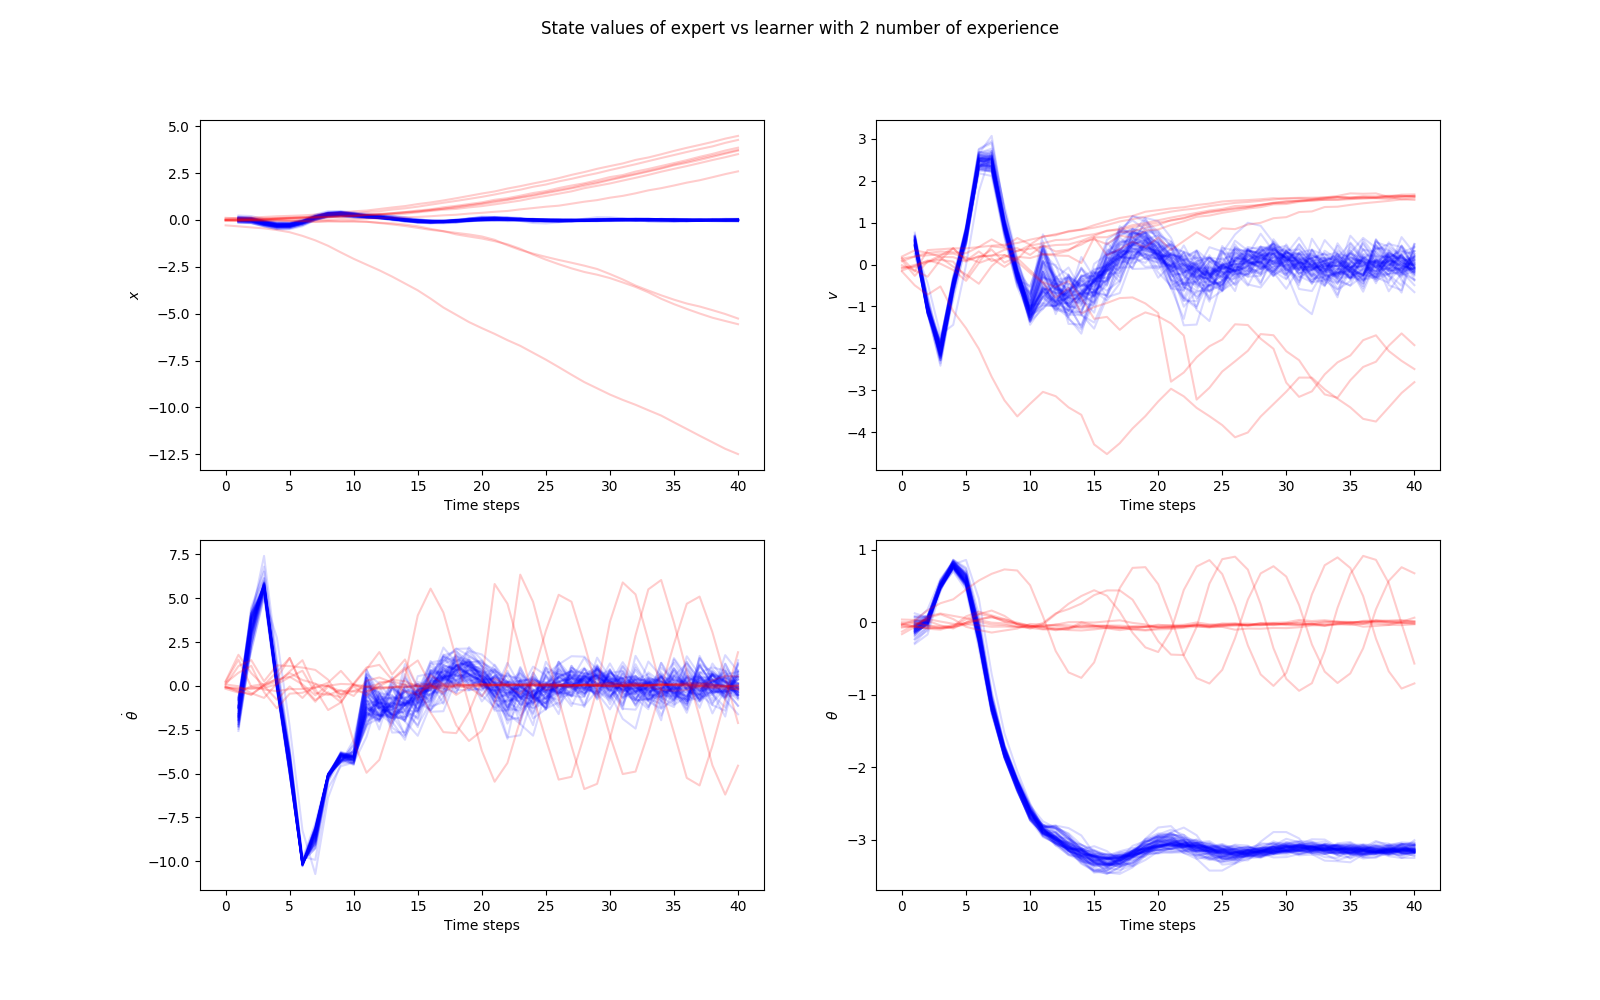 State values of expert vs learner with 2 number of experience
5.0
2.5
0.0
−2.5
−5.0
−7.5
−10.0
−12.5
x
0 5 10 15 20 25 30 35 40
Time steps
3
2
1
0
−1
−2
−3
−4
v
0 5 10 15 20 25 30 35 40
Time steps
7.5
5.0
2.5
0.0
−2.5
−5.0
−7.5
−10.0
θ̇
0 5 10 15 20 25 30 35 40
Time steps
1
0
−1
−2
−3
θ
0 5 10 15 20 25 30 35 40
Time steps